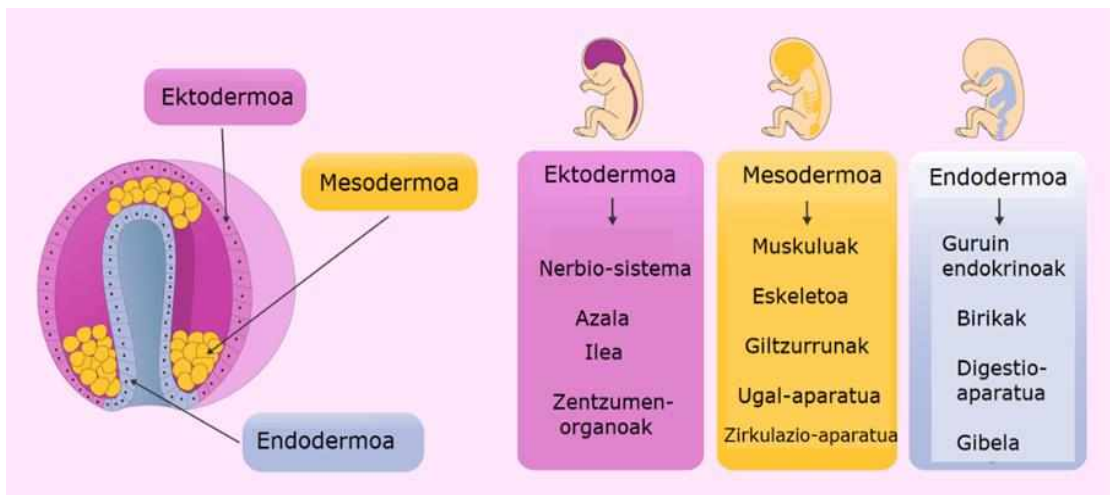 Ektodermoa
Mesodermoa
Endodermoa
Ektodermoa
Nerbio-sistema
Azala
Ilea
Zentzumen-
organoak
Mesodermoa
Muskuluak
Eskeletoa
Giltzurrunak
Ugal-aparatua
Zirkulazio-aparatua
Endodermoa
Guruin
endokrinoak
Birikak
Digestio-
aparatua
Gibela